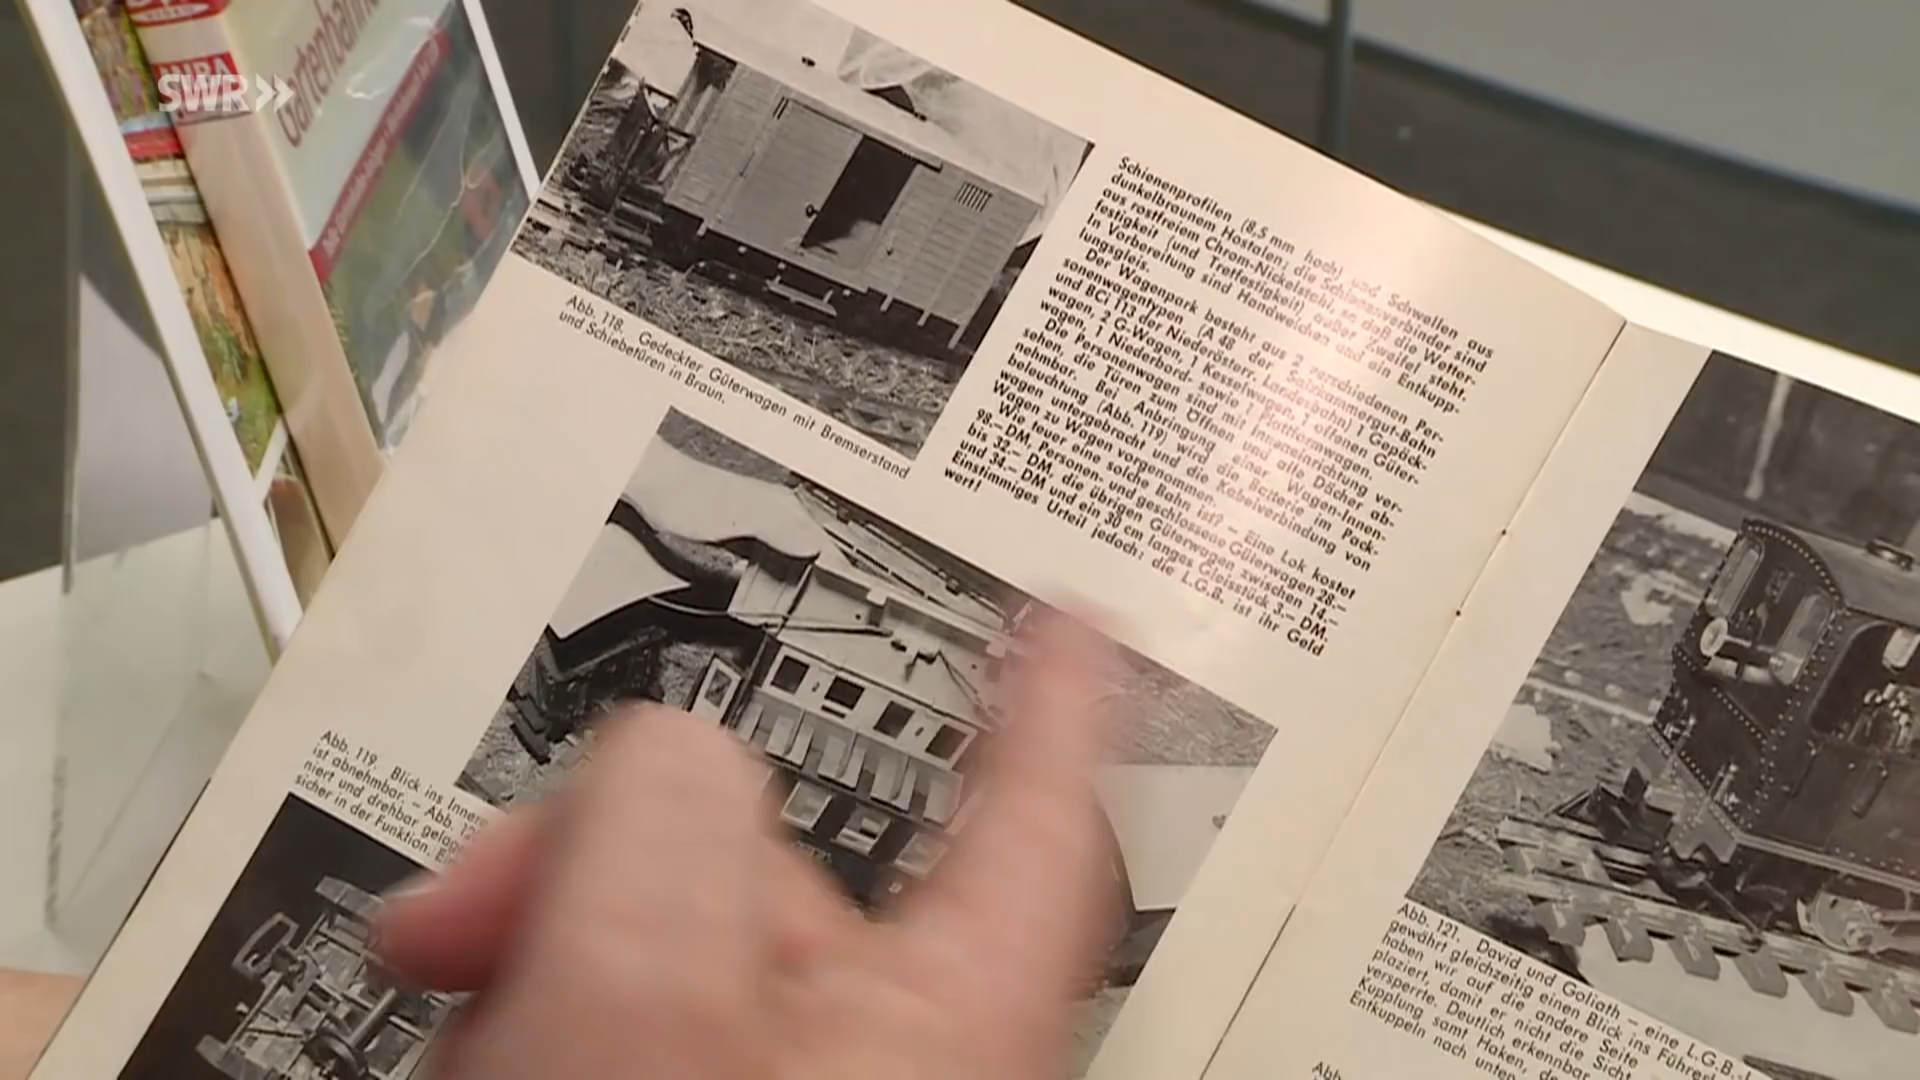 SWR
MIBA
Gartenbahn
Schienenprofilen (8,5 mm hoch) und Schwellen aus
dunkelbraunem Hostalen; die Schienenverbinder sind
aus rostfreiem Chrom-Nickelstahl, so daß die Wetter-
festigkeit (und Trettfestigkeit) außer Zweifel steht.
In Vorbereitung sind Handweichen und ein Entkupp-
lungsgleis.
Der Wagenpark besteht aus 2 verschiedenen Per-
sonenwagentypen (A 48 der Salzkammergut-Bahn
und BCi 113 der Niederösterr. Landesbahn) 1 Gepäck-
wagen, 2 G-Wagen, 1 Kesselwagen, 1 offenen Güter-
wagen, 1 Niederbord- sowie 1 Plattformwagen.
Die Personenwagen sind mit Inneneinrichtung ver-
sehen, die Türen zum Öffnen und alle Dächer ab-
nehmbar. Bei Anbringung einer Wagen-Innen-
beleuchtung (Abb. 119) wird die Batterie im Pack-
wagen untergebracht und die Kabelverbindung von
Wagen zu Wagen vorgenommen.
Wie teuer eine solche Bahn ist? – Eine Lok kostet
98.– DM, Personen- und geschlossene Güterwagen 28.–
bis 32.– DM, die übrigen Güterwagen zwischen 14.–
und 34.– DM und ein 30 cm langes Gleisstück 3.– DM.
Einstimmiges Urteil jedoch: die L.G.B. ist ihr Geld
wert!
Abb. 118. Gedeckter Güterwagen mit Bremserstand
und Schiebetüren in Braun.
Abb. 119. Blick ins Innere
ist abnehmbar. – Abb. 12
niert und drehbar gelag
sicher in der Funktion.
Abb. 121. David und Goliath – eine L.G.B.
gewährt gleichzeitig einen Blick ins Führer
haben wir auf die andere Seite
plaziert, damit er nicht die Sicht
versperrte. Deutlich erkennbar
Kupplung samt Haken, de
Entkuppeln nach unten
Abb